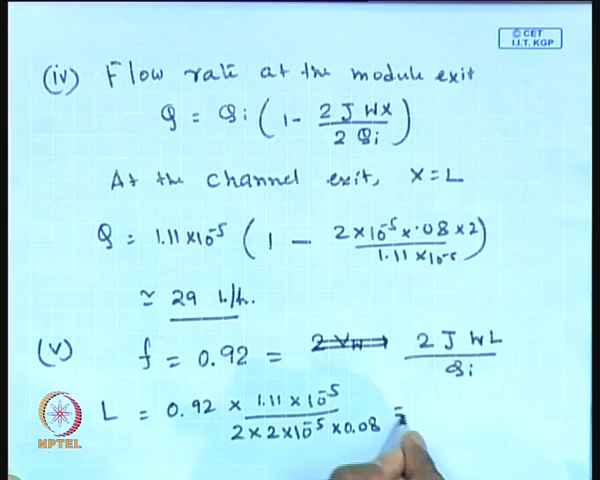 © CET
I.I.T. KGP
(iv) Flow rate at the module exit
Q = Qi (1 - 2 J W x / 2 Qi)
At the channel exit, x = L
Q = 1.11 × 10^-5 (1 - 2 × 10^-5 × .08 × 2 / 1.11 × 10^-5)
≃ 29 L/h.
(v) f = 0.92 = 2 J W L / Qi
L = 0.92 × 1.11 × 10^-5 / 2 × 2 × 10^-5 × 0.08 =
NPTEL